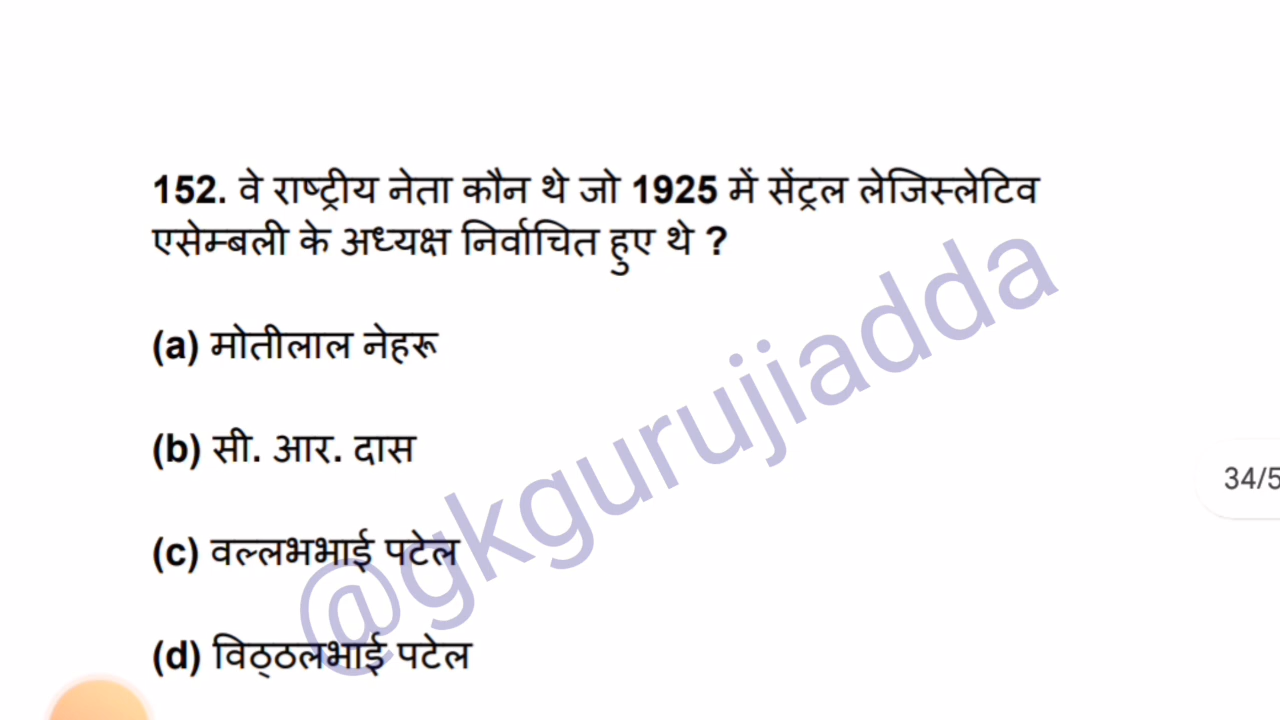 152. वे राष्ट्रीय नेता कौन थे जो 1925 में सेंट्रल लेजिस्लेटिव
एसेम्बली के अध्यक्ष निर्वाचित हुए थे ?
(a) मोतीलाल नेहरू
(b) सी. आर. दास
(c) वल्लभभाई पटेल
(d) विठ्ठलभाई पटेल
@gkgurujiadda
34/5